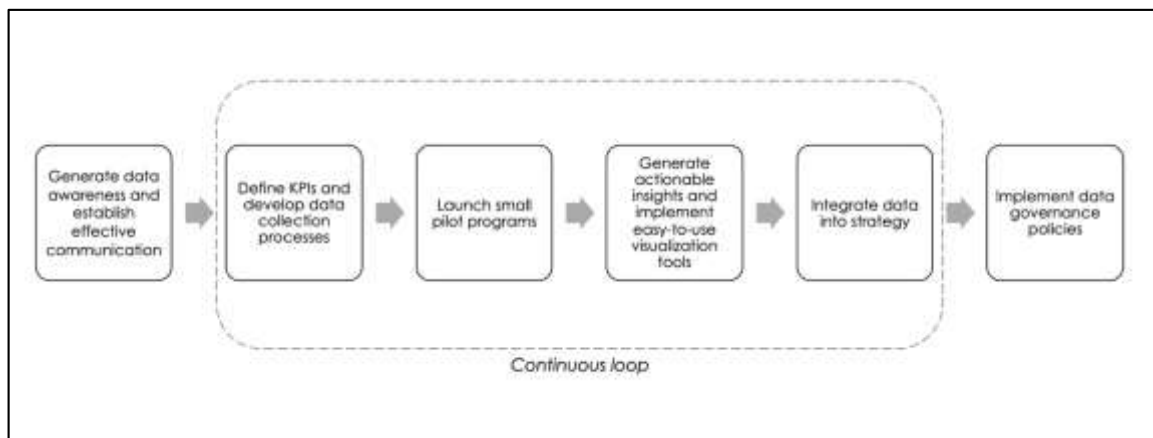 Generate data
awareness and
establish
effective
communication
Define KPIs and
develop data
collection
processes
Launch small
pilot programs
Generate
actionable
insights and
implement
easy-to-use
visualization
tools
Integrate data
into strategy
Implement data
governance
policies
Continuous loop